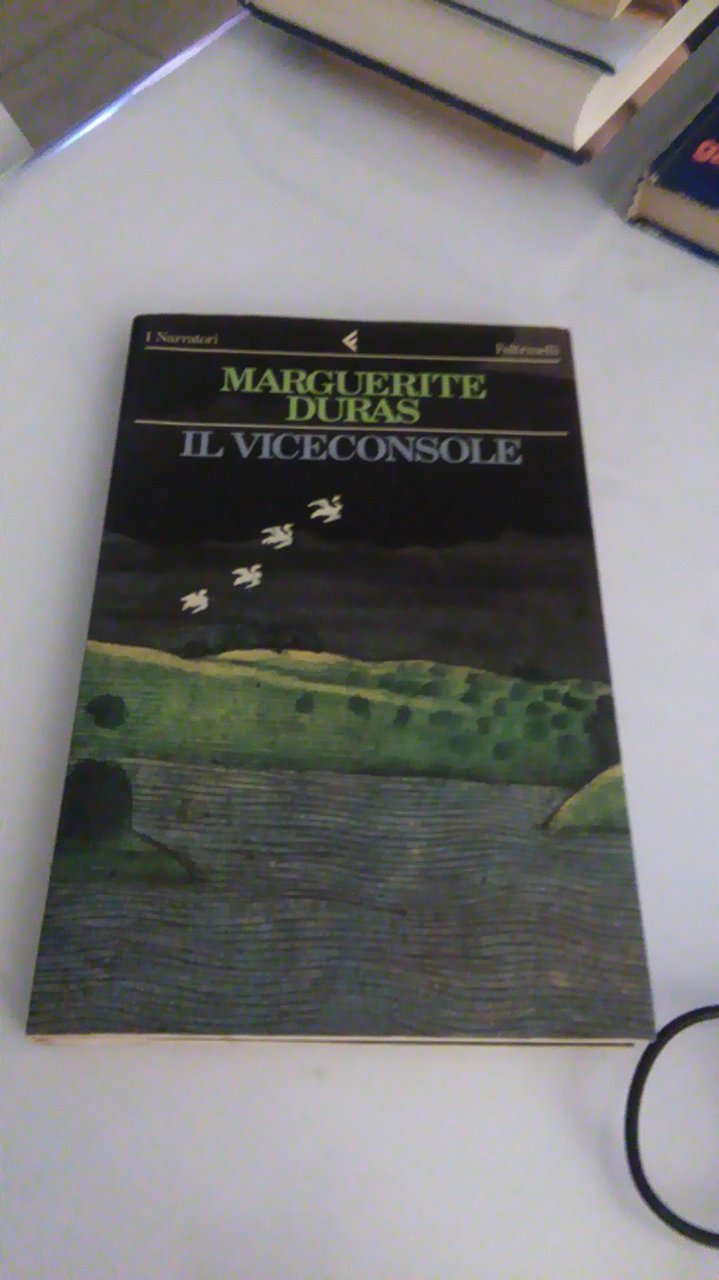 I Narratori
Feltrinelli
MARGUERITE
DURAS
IL VICECONSOLE